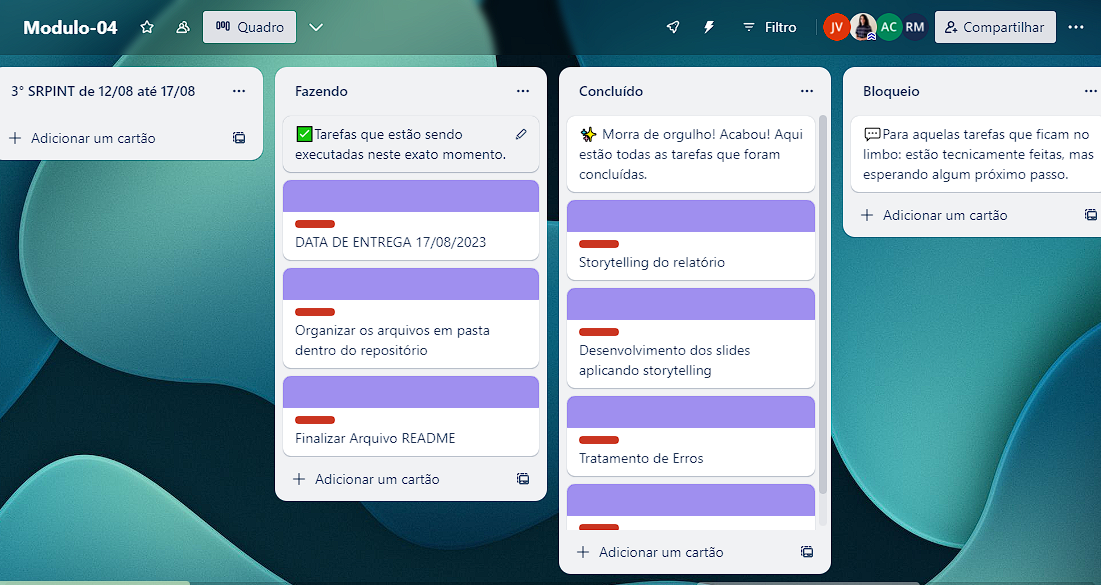 Modulo-04
Quadro
Filtro
JV
AC
RM
Compartilhar
3° SRPINT de 12/08 até 17/08
Adicionar um cartão
Fazendo
Tarefas que estão sendo
executadas neste exato momento.
DATA DE ENTREGA 17/08/2023
Organizar os arquivos em pasta
dentro do repositório
Finalizar Arquivo README
Adicionar um cartão
Concluído
Morra de orgulho! Acabou! Aqui
estão todas as tarefas que foram
concluídas.
Storytelling do relatório
Desenvolvimento dos slides
aplicando storytelling
Tratamento de Erros
Adicionar um cartão
Bloqueio
Para aquelas tarefas que ficam no
limbo: estão tecnicamente feitas, mas
esperando algum próximo passo.
Adicionar um cartão